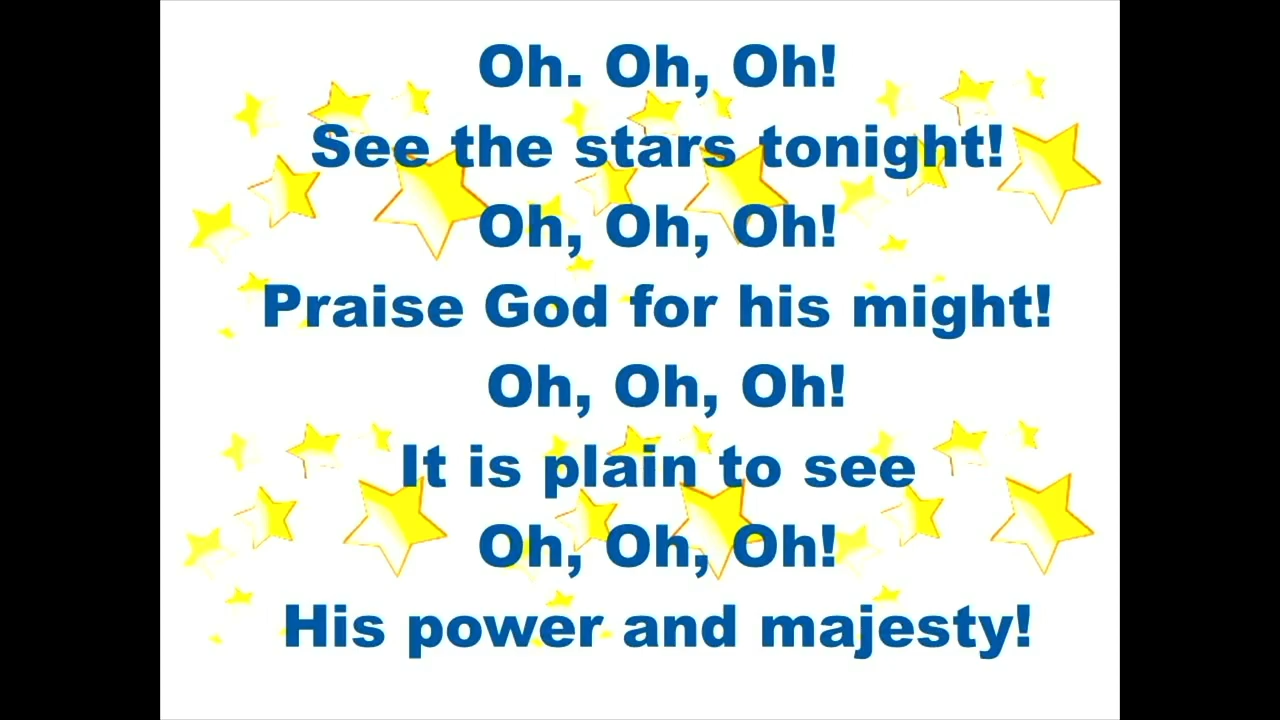 Oh. Oh, Oh!
See the stars tonight!
Oh, Oh, Oh!
Praise God for his might!
Oh, Oh, Oh!
It is plain to see
Oh, Oh, Oh!
His power and majesty!